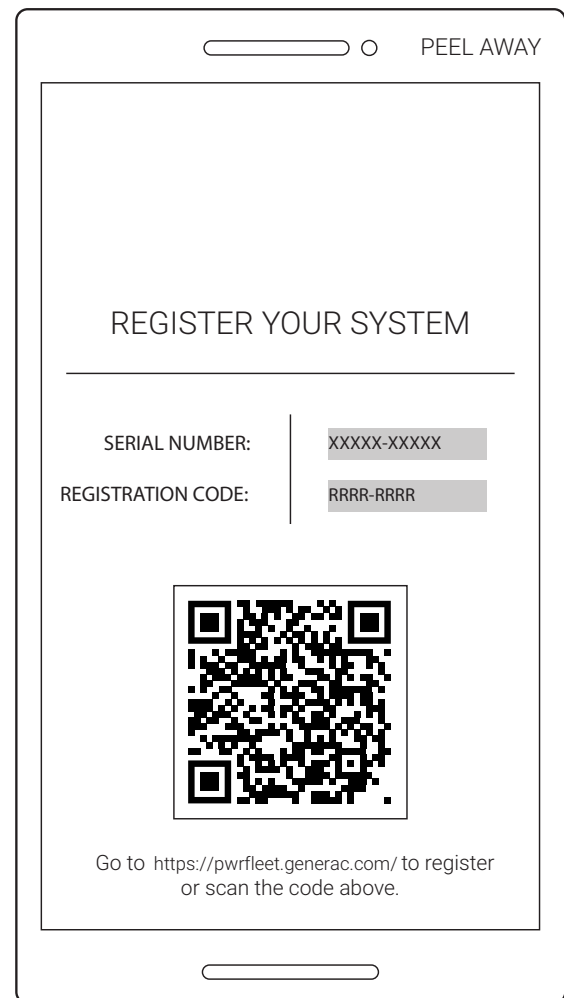 PEEL AWAY
REGISTER YOUR SYSTEM
SERIAL NUMBER: XXXXX-XXXXX
REGISTRATION CODE: RRRR-RRRR
Go to https://pwrfleet.generac.com/ to register
or scan the code above.